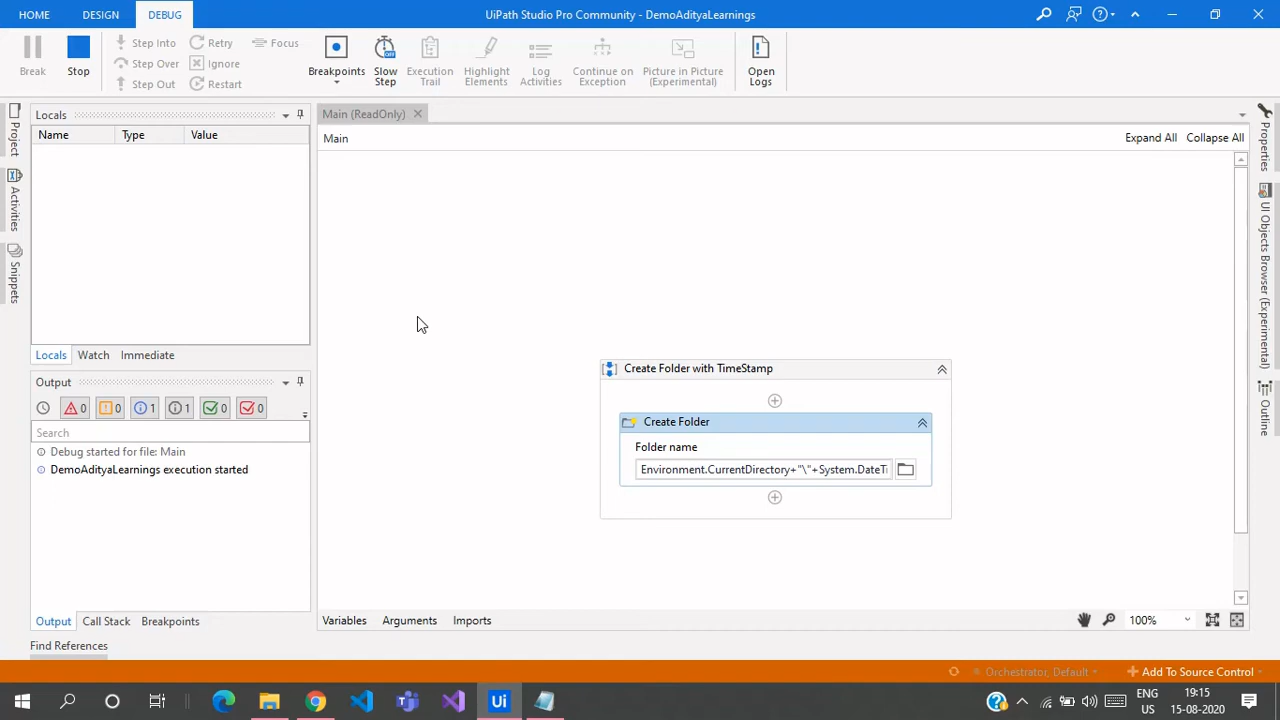 HOME DESIGN DEBUG
UiPath Studio Pro Community - DemoAdityaLearnings
Break
Stop
Step Into
Step Over
Step Out
Retry
Ignore
Restart
Focus
Breakpoints
Slow
Step
Execution
Trail
Highlight
Elements
Log
Activities
Continue on
Exception
Picture in Picture
(Experimental)
Open
Logs
Project
Activities
Snippets
Locals
Name Type Value
Locals Watch Immediate
Output
0 0 1 1 0 0
Search
Debug started for file: Main
DemoAdityaLearnings execution started
Output Call Stack Breakpoints
Find References
Main (ReadOnly)
Main
Expand All Collapse All
Create Folder with TimeStamp
Create Folder
Folder name
Environment.CurrentDirectory+"\"+System.DateTi
Variables Arguments Imports
100%
Properties
UI Objects Browser (Experimental)
Outline
Orchestrator, Default
Add To Source Control
Ui
ENG
US
19:15
15-08-2020